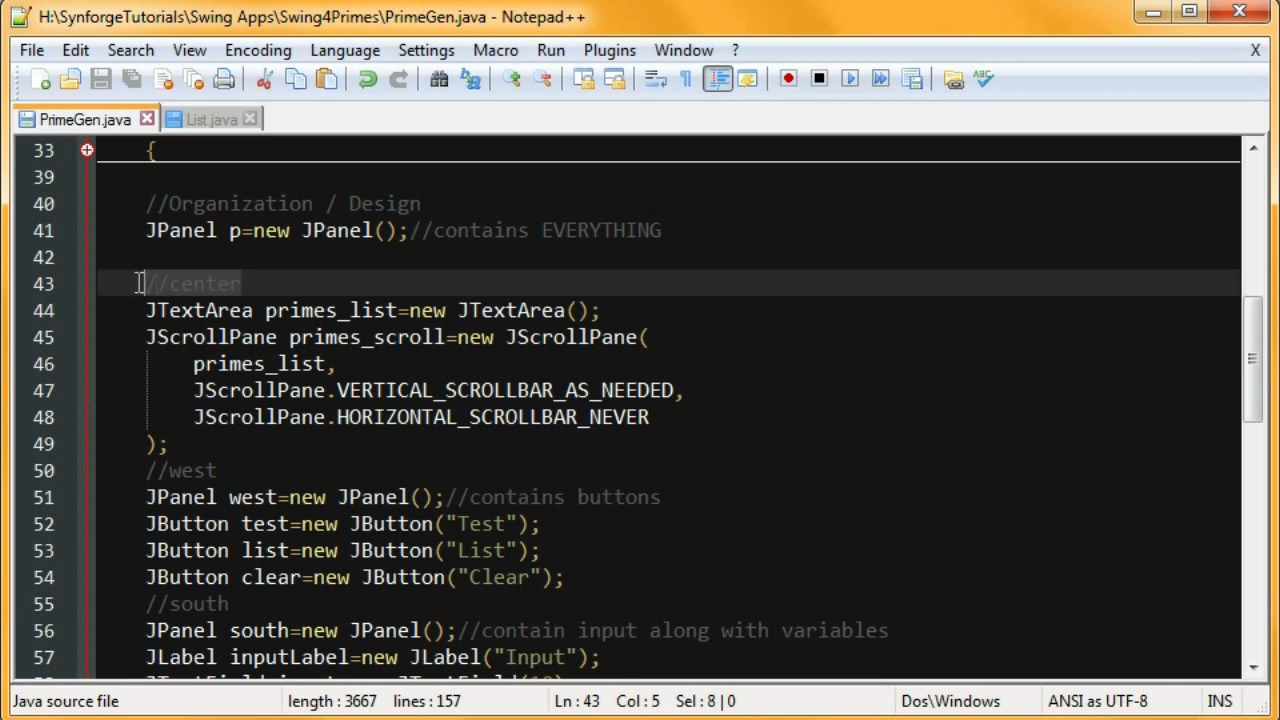 H:\SynforgeTutorials\Swing Apps\Swing4Primes\PrimeGen.java - Notepad++
File Edit Search View Encoding Language Settings Macro Run Plugins Window ? X
PrimeGen.java List.java
33 {
39
40 //Organization / Design
41 JPanel p=new JPanel();//contains EVERYTHING
42
43 //center
44 JTextArea primes_list=new JTextArea();
45 JScrollPane primes_scroll=new JScrollPane(
46 primes_list,
47 JScrollPane.VERTICAL_SCROLLBAR_AS_NEEDED,
48 JScrollPane.HORIZONTAL_SCROLLBAR_NEVER
49 );
50 //west
51 JPanel west=new JPanel();//contains buttons
52 JButton test=new JButton("Test");
53 JButton list=new JButton("List");
54 JButton clear=new JButton("Clear");
55 //south
56 JPanel south=new JPanel();//contain input along with variables
57 JLabel inputLabel=new JLabel("Input");
Java source file length : 3667 lines : 157 Ln : 43 Col : 5 Sel : 8 | 0 Dos\Windows ANSI as UTF-8 INS